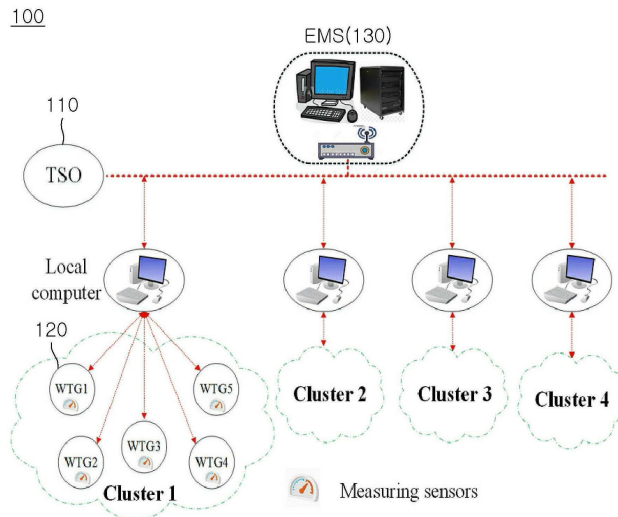 100
EMS(130)
110
TSO
Local
computer
120
WTG1
WTG5
WTG3
WTG2
WTG4
Cluster 1
Cluster 2
Cluster 3
Cluster 4
Measuring sensors